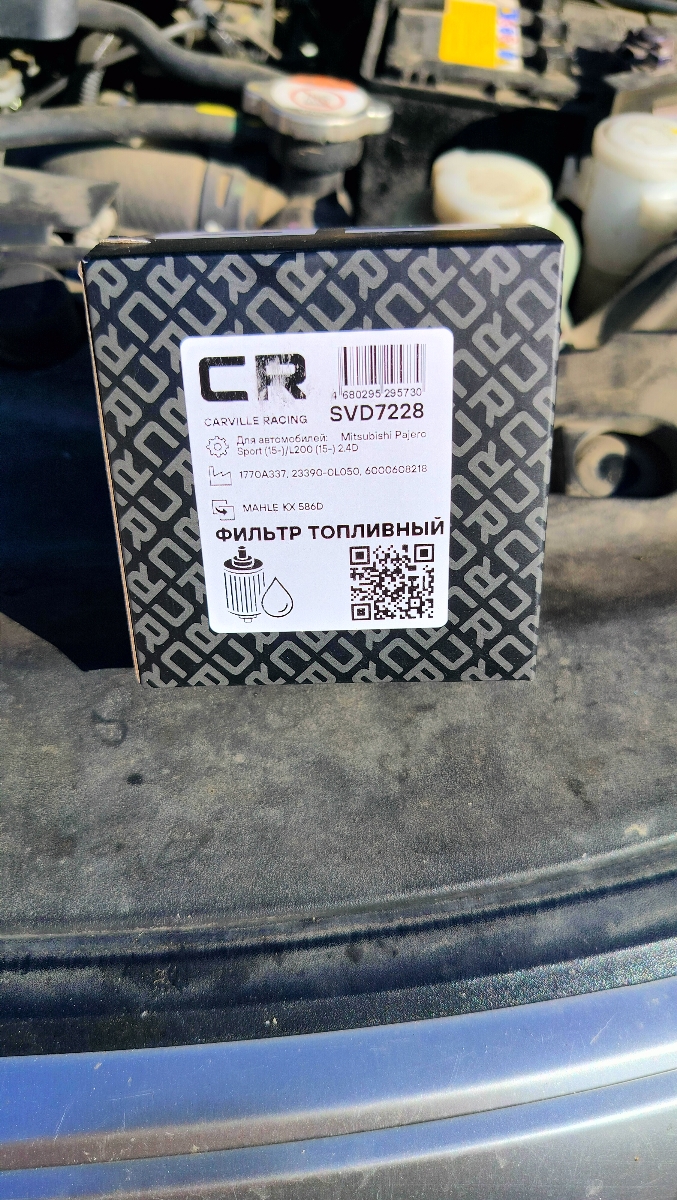 CR
CARVILLE RACING
4 680295 295730
SVD7228
Для автомобилей: Mitsubishi Pajero
Sport (15-)/L200 (15-) 2.4D
1770A337, 23390-0L050, 6000608218
MAHLE KX 586D
ФИЛЬТР ТОПЛИВНЫЙ